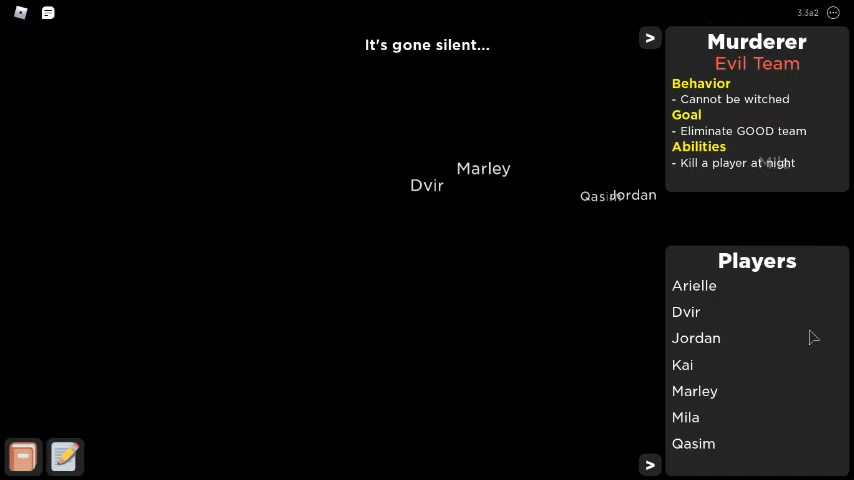 3.3a2
It's gone silent...
>
Murderer
Evil Team
Behavior
- Cannot be witched
Goal
- Eliminate GOOD team
Abilities
- Kill a player at night
Mila
Marley
Dvir
Qasim
Jordan
Players
Arielle
Dvir
Jordan
Kai
Marley
Mila
Qasim
>